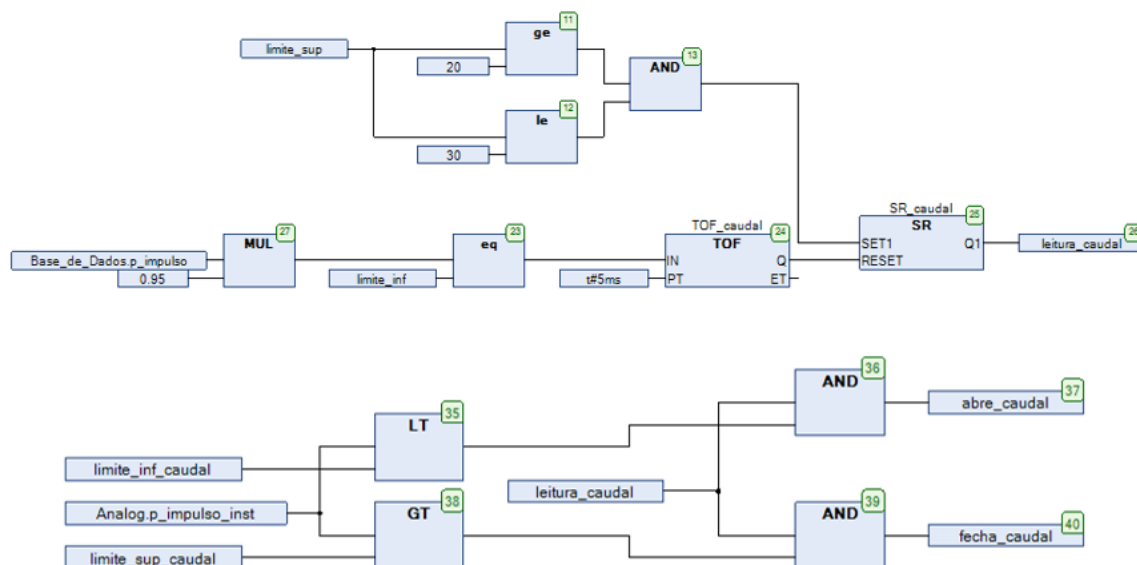 11
ge
limite_sup
20
13
AND
12
le
30
SR_caudal
25
SR
SET1 Q1
RESET
26
leitura_caudal
TOF_caudal
24
TOF
IN Q
PT ET
t#5ms
27
MUL
Base_de_Dados.p_impulso
0.95
23
eq
limite_inf
36
AND
37
abre_caudal
35
LT
limite_inf_caudal
leitura_caudal
Analog.p_impulso_inst
38
GT
39
AND
40
fecha_caudal
limite_sup_caudal